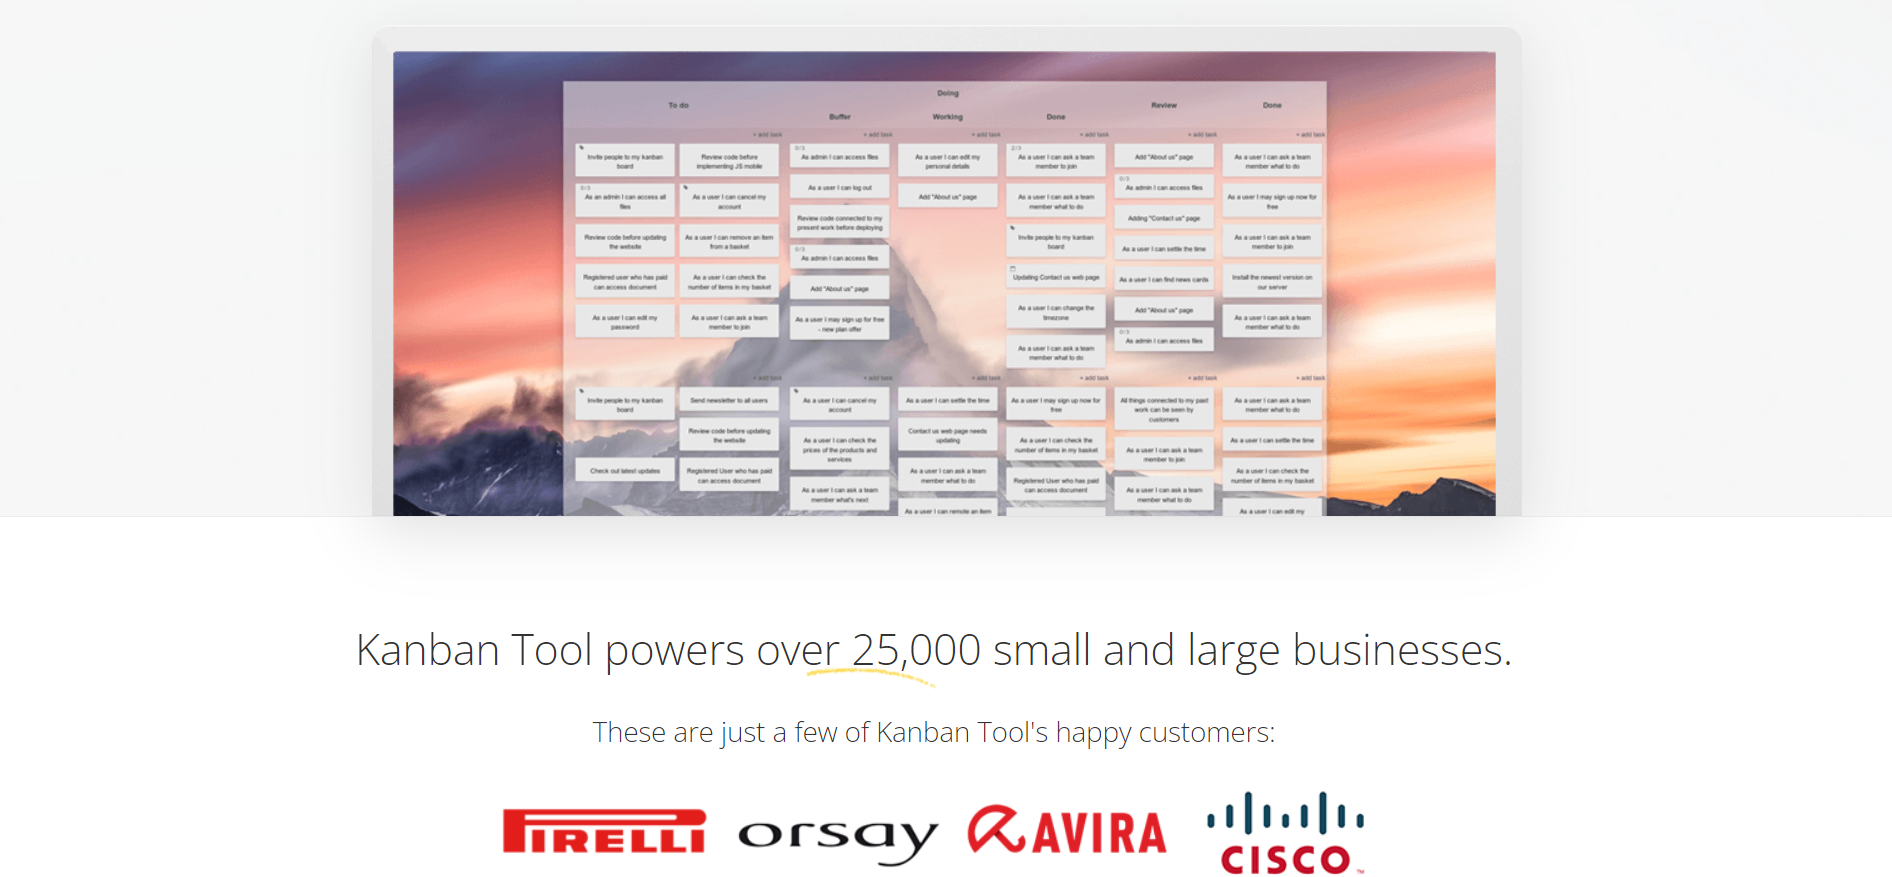 Doing
To do
Review
Done
Buffer
Working
Done
+ add task
+ add task
+ add task
+ add task
+ add task
+ add task
Invite people to my kanban
board
0/3
As an admin I can access all
files
Review code before updating
the website
Registered user who has paid
can access document
As a user I can edit my
password
Review code before
implementing JS mobile
As a user I can cancel my
account
As a user I can remove an item
from a basket
As a user I can check the
number of items in my basket
As a user I can ask a team
member to join
0/3
As admin I can access files
As a user I can log out
Review code connected to my
present work before deploying
0/3
As admin I can access files
Add "About us" page
As a user I may sign up for free
- new plan offer
As a user I can edit my
personal details
Add "About us" page
2/3
As a user I can ask a team
member to join
As a user I can ask a team
member what to do
Invite people to my kanban
board
Updating Contact us web page
As a user I can change the
timezone
As a user I can ask a team
member what to do
Add "About us" page
0/3
As admin I can access files
Adding "Contact us" page
As a user I can settle the time
As a user I can find news cards
Add "About us" page
0/3
As admin I can access files
As a user I can ask a team
member what to do
As a user I may sign up now for
free
As a user I can ask a team
member to join
Install the newest version on
our server
As a user I can ask a team
member what to do
+ add task
+ add task
+ add task
+ add task
+ add task
+ add task
Invite people to my kanban
board
Check out latest updates
Send newsletter to all users
Review code before updating
the website
Registered User who has paid
can access document
As a user I can cancel my
account
As a user I can check the
prices of the products and
services
As a user I can ask a team
member what's next
As a user I can settle the time
Contact us web page needs
updating
As a user I can ask a team
member what to do
As a user I can remote an item
As a user I may sign up now for
free
As a user I can check the
number of items in my basket
Registered User who has paid
can access document
All things connected to my past
work can be seen by
customers
As a user I can ask a team
member to join
As a user I can ask a team
member what to do
As a user I can ask a team
member what to do
As a user I can settle the time
As a user I can check the
number of items in my basket
As a user I can edit my
Kanban Tool powers over 25,000 small and large businesses.
These are just a few of Kanban Tool's happy customers:
PIRELLI
orsay
AVIRA
CISCO™